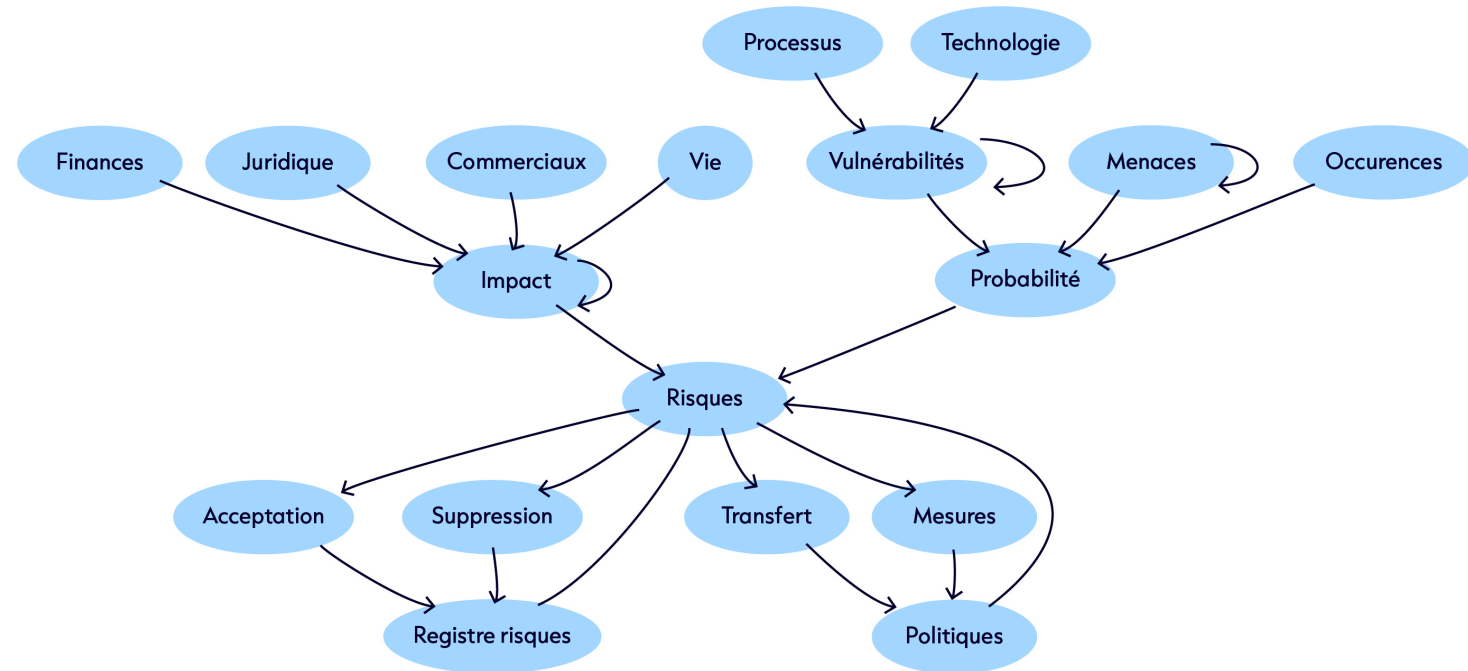 Processus
Technologie
Finances
Juridique
Commerciaux
Vie
Vulnérabilités
Menaces
Occurences
Impact
Probabilité
Risques
Acceptation
Suppression
Transfert
Mesures
Registre risques
Politiques